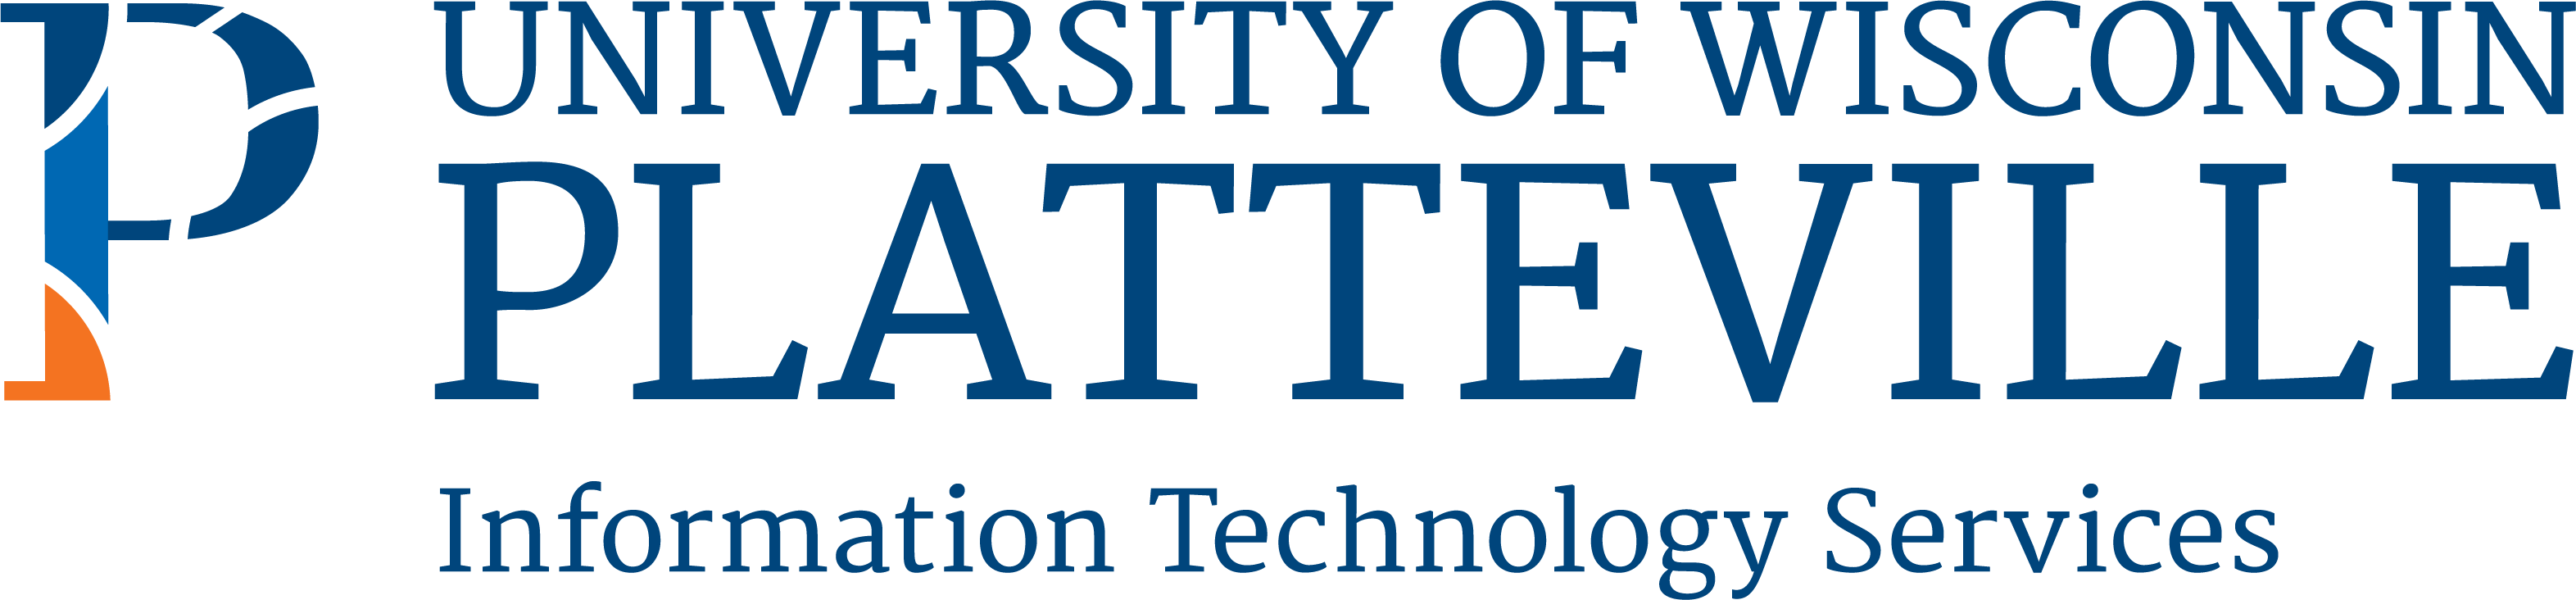 UNIVERSITY OF WISCONSIN
PLATTEVILLE
Information Technology Services